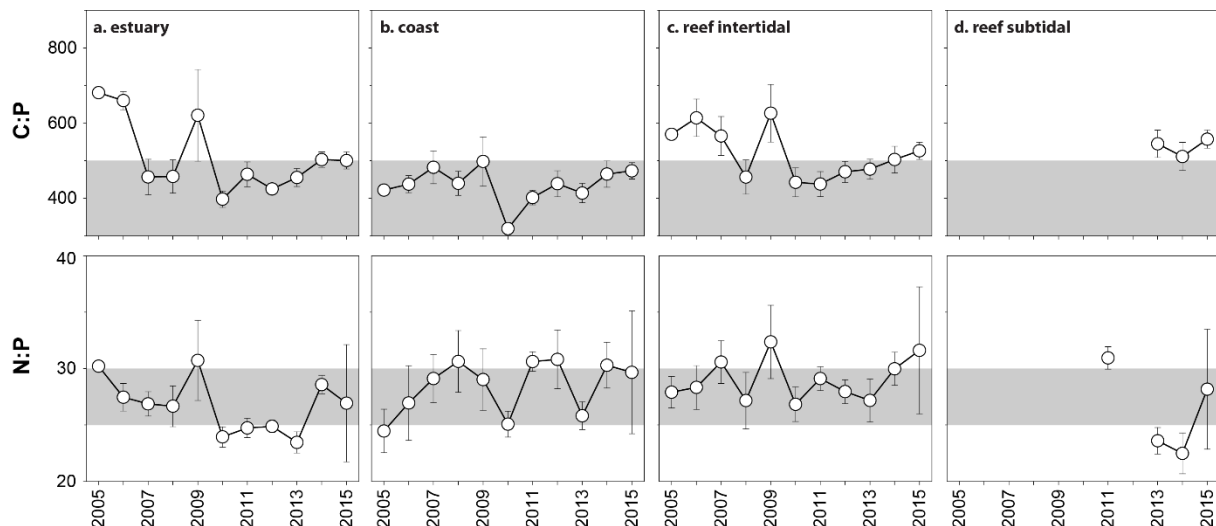 a. estuary
b. coast
c. reef intertidal
d. reef subtidal
C:P
800
600
400
N:P
40
30
20
2005 2007 2009 2011 2013 2015
2005 2007 2009 2011 2013 2015
2005 2007 2009 2011 2013 2015
2005 2007 2009 2011 2013 2015